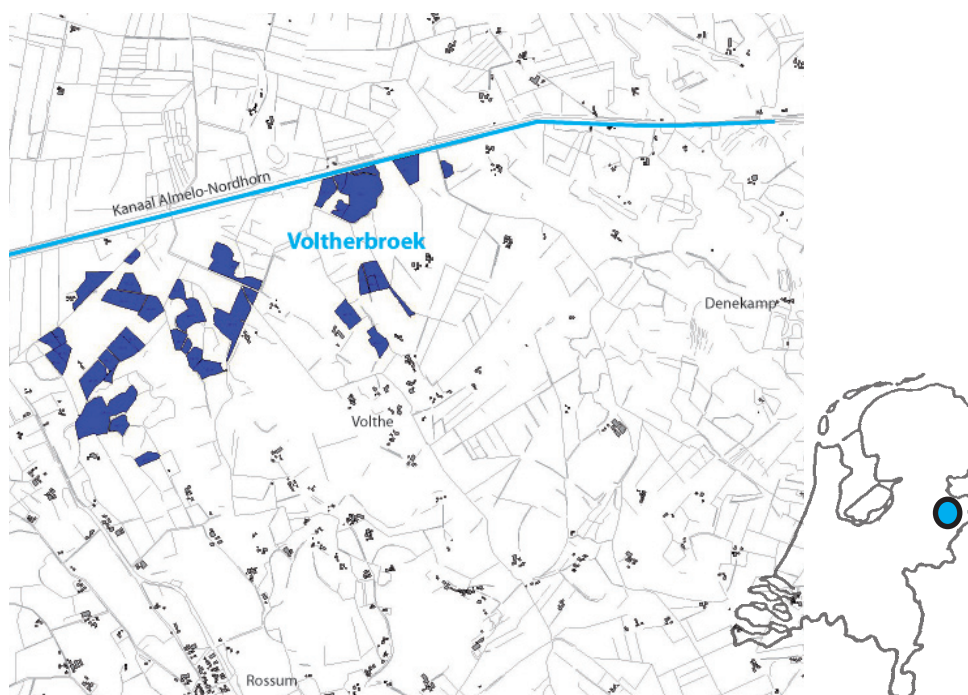 Kanaal Almelo-Nordhorn
Voltherbroek
Denekamp
Volthe
Rossum